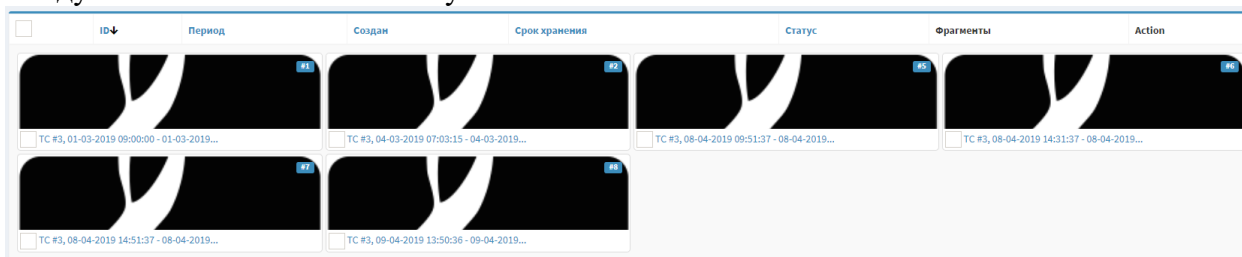 ID Период Создан Срок хранения Статус Фрагменты Action
#1 #2 #5 #6
ТС #3, 01-03-2019 09:00:00 - 01-03-2019... ТС #3, 04-03-2019 07:03:15 - 04-03-2019... ТС #3, 08-04-2019 09:51:37 - 08-04-2019... ТС #3, 08-04-2019 14:31:37 - 08-04-2019...
#7 #8
ТС #3, 08-04-2019 14:51:37 - 08-04-2019... ТС #3, 09-04-2019 13:50:36 - 09-04-2019...